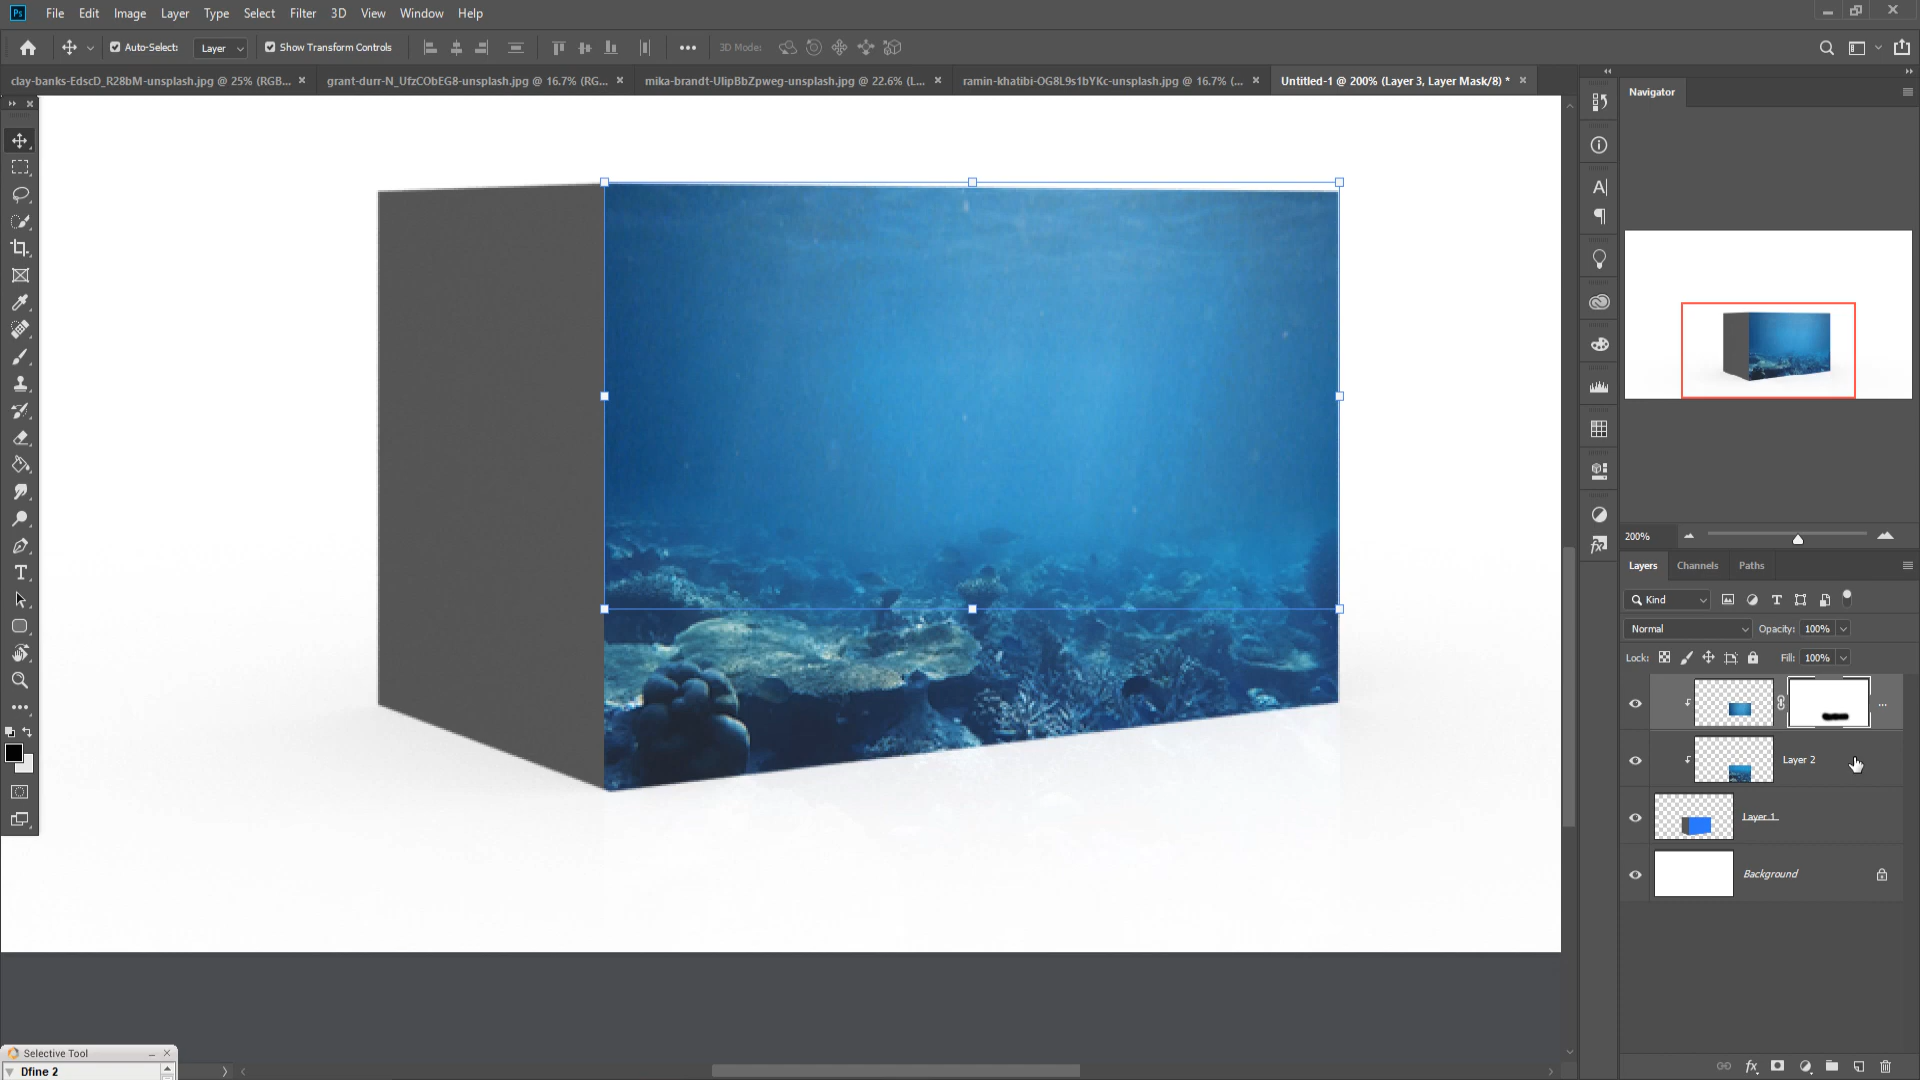 Ps File Edit Image Layer Type Select Filter 3D View Window Help
Auto-Select: Layer Show Transform Controls 3D Mode:
clay-banks-EdscD_R28bM-unsplash.jpg @ 25% (RGB... × grant-durr-N_UfzCObEG8-unsplash.jpg @ 16.7% (RG... × mika-brandt-UlipBbZpweg-unsplash.jpg @ 22.6% (L... × ramin-khatibi-OG8L9s1bYKc-unsplash.jpg @ 16.7% (... × Untitled-1 @ 200% (Layer 3, Layer Mask/8) * ×
Navigator
200%
Layers Channels Paths
Kind
Normal Opacity: 100%
Lock: Fill: 100%
Layer 2
Layer 1
Background
Selective Tool
Dfine 2